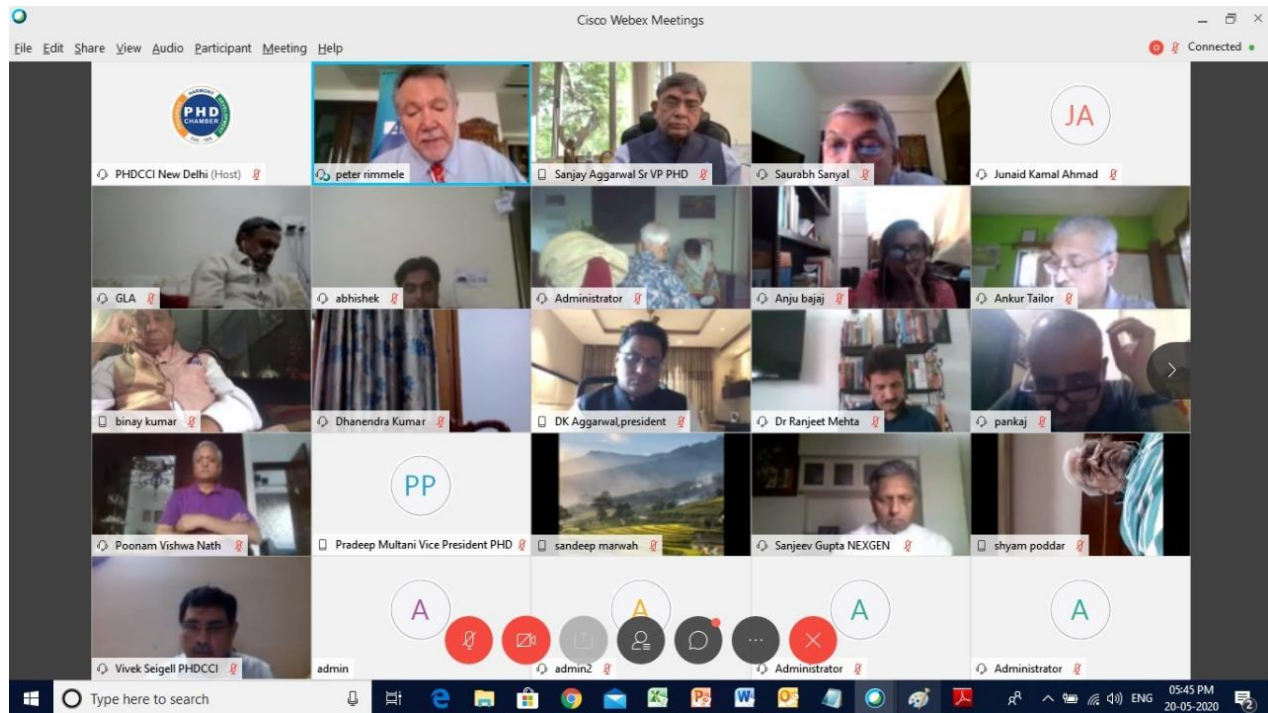 Cisco Webex Meetings
File Edit Share View Audio Participant Meeting Help
Connected
HARMONY
PHD
CHAMBER
PHDCCI New Delhi (Host)
peter rimmele
Sanjay Aggarwal Sr VP PHD
Saurabh Sanyal
JA
Junaid Kamal Ahmad
GLA
abhishek
Administrator
Anju bajaj
Ankur Tailor
binay kumar
Dhanendra Kumar
DK Aggarwal,president
Dr Ranjeet Mehta
pankaj
Poonam Vishwa Nath
PP
Pradeep Multani Vice President PHD
sandeep marwah
Sanjeev Gupta NEXGEN
shyam poddar
Vivek Seigell PHDCCI
A
admin
A
admin2
A
Administrator
A
Administrator
Type here to search
ENG
05:45 PM
20-05-2020
2